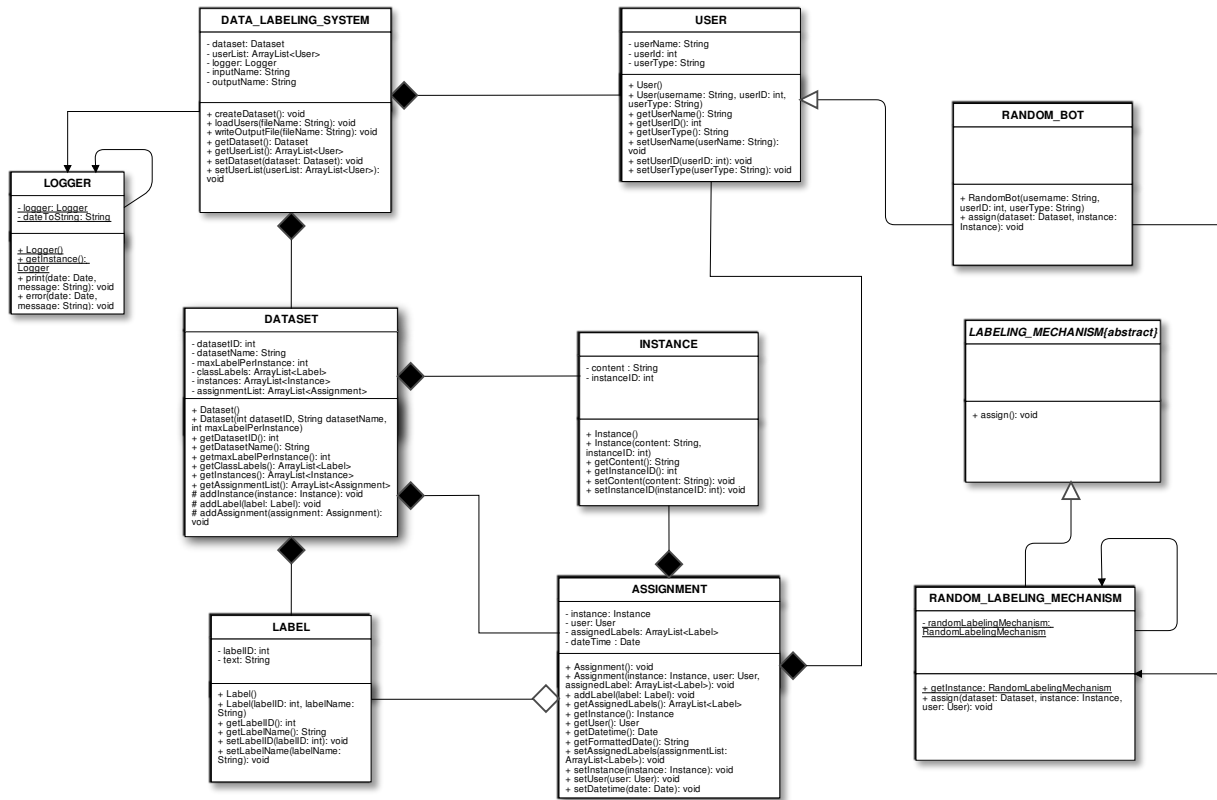 DATA_LABELING_SYSTEM
- dataset: Dataset
- userList: ArrayList<User>
- logger: Logger
- inputName: String
- outputName: String
+ createDataset(): void
+ loadUsers(fileName: String): void
+ writeOutputFile(fileName: String): void
+ getDataset(): Dataset
+ getUserList(): ArrayList<User>
+ setDataset(dataset: Dataset): void
+ setUserList(userList: ArrayList<User>):
void
USER
- userName: String
- userId: int
- userType: String
+ User()
+ User(username: String, userID: int,
userType: String)
+ getUserName(): String
+ getUserID(): int
+ getUserType(): String
+ setUserName(userName: String):
void
+ setUserID(userID: int): void
+ setUserType(userType: String): void
RANDOM_BOT
+ RandomBot(username: String,
userID: int, userType: String)
+ assign(dataset: Dataset, instance:
Instance): void
LOGGER
- logger: Logger
- dateToString: String
+ Logger()
+ getInstance():
Logger
+ print(date: Date,
message: String): void
+ error(date: Date,
message: String): void
DATASET
- datasetID: int
- datasetName: String
- maxLabelPerInstance: int
- classLabels: ArrayList<Label>
- instances: ArrayList<Instance>
- assignmentList: ArrayList<Assignment>
+ Dataset()
+ Dataset(int datasetID, String datasetName,
int maxLabelPerInstance)
+ getDatasetID(): int
+ getDatasetName(): String
+ getmaxLabelPerInstance(): int
+ getClassLabels(): ArrayList<Label>
+ getInstances(): ArrayList<Instance>
+ getAssignmentList(): ArrayList<Assignment>
# addInstance(instance: Instance): void
# addLabel(label: Label): void
# addAssignment(assignment: Assignment):
void
INSTANCE
- content : String
- instanceID: int
+ Instance()
+ Instance(content: String,
instanceID: int)
+ getContent(): String
+ getInstanceID(): int
+ setContent(content: String): void
+ setInstanceID(instanceID: int): void
LABELING_MECHANISM{abstract}
+ assign(): void
LABEL
- labelID: int
- text: String
+ Label()
+ Label(labelID: int, labelName:
String)
+ getLabelID(): int
+ getLabelName(): String
+ setLabelID(labelID: int): void
+ setLabelName(labelName:
String): void
ASSIGNMENT
- instance: Instance
- user: User
- assignedLabels: ArrayList<Label>
- dateTime : Date
+ Assignment(): void
+ Assignment(instance: Instance, user: User,
assignedLabel: ArrayList<Label>): void
+ addLabel(label: Label): void
+ getAssignedLabels(): ArrayList<Label>
+ getInstance(): Instance
+ getUser(): User
+ getDatetime(): Date
+ getFormattedDate(): String
+ setAssignedLabels(assignmentList:
ArrayList<Label>): void
+ setInstance(instance: Instance): void
+ setUser(user: User): void
+ setDatetime(date: Date): void
RANDOM_LABELING_MECHANISM
- randomLabelingMechanism:
RandomLabelingMechanism
+ getInstance: RandomLabelingMechanism
+ assign(dataset: Dataset, instance: Instance,
user: User): void